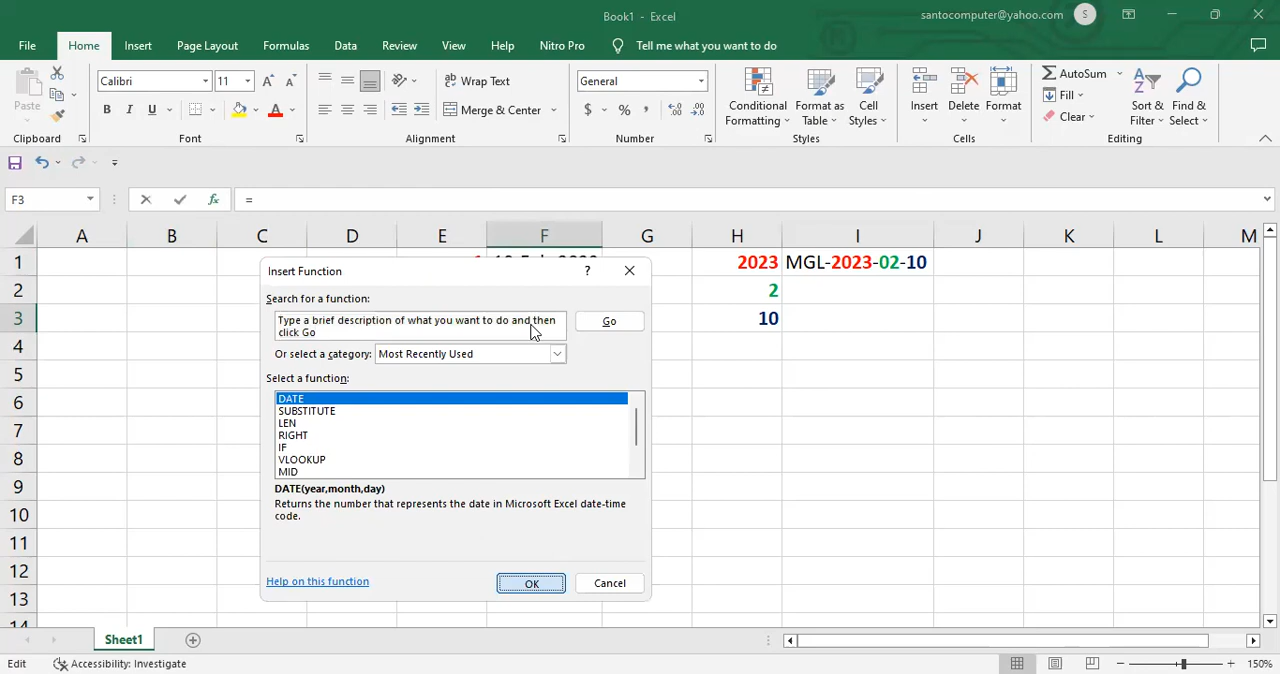 Book1 - Excel
santocomputer@yahoo.com
S
File
Home
Insert
Page Layout
Formulas
Data
Review
View
Help
Nitro Pro
Tell me what you want to do
Paste
Calibri
11
A
A
B
I
U
A
Wrap Text
Merge & Center
General
$
%
Conditional
Formatting
Format as
Table
Cell
Styles
Insert
Delete
Format
AutoSum
Fill
Clear
Sort &
Filter
Find &
Select
Clipboard
Font
Alignment
Number
Styles
Cells
Editing
F3
fx
=
A
B
C
D
E
F
G
H
I
J
K
L
M
1
2023
MGL-2023-02-10
2
2
3
10
4
5
6
7
8
9
10
11
12
13
14
Insert Function
?
Search for a function:
Type a brief description of what you want to do and then
click Go
Go
Or select a category:
Most Recently Used
Select a function:
DATE
SUBSTITUTE
LEN
RIGHT
IF
VLOOKUP
MID
DATE(year,month,day)
Returns the number that represents the date in Microsoft Excel date-time
code.
Help on this function
OK
Cancel
Sheet1
Edit
Accessibility: Investigate
150%